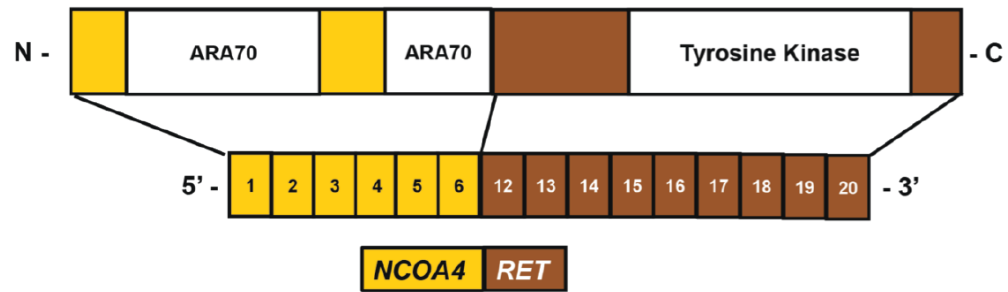 N - ARA70 ARA70 Tyrosine Kinase - C
5’ - 1 2 3 4 5 6 12 13 14 15 16 17 18 19 20 - 3’
NCOA4 RET